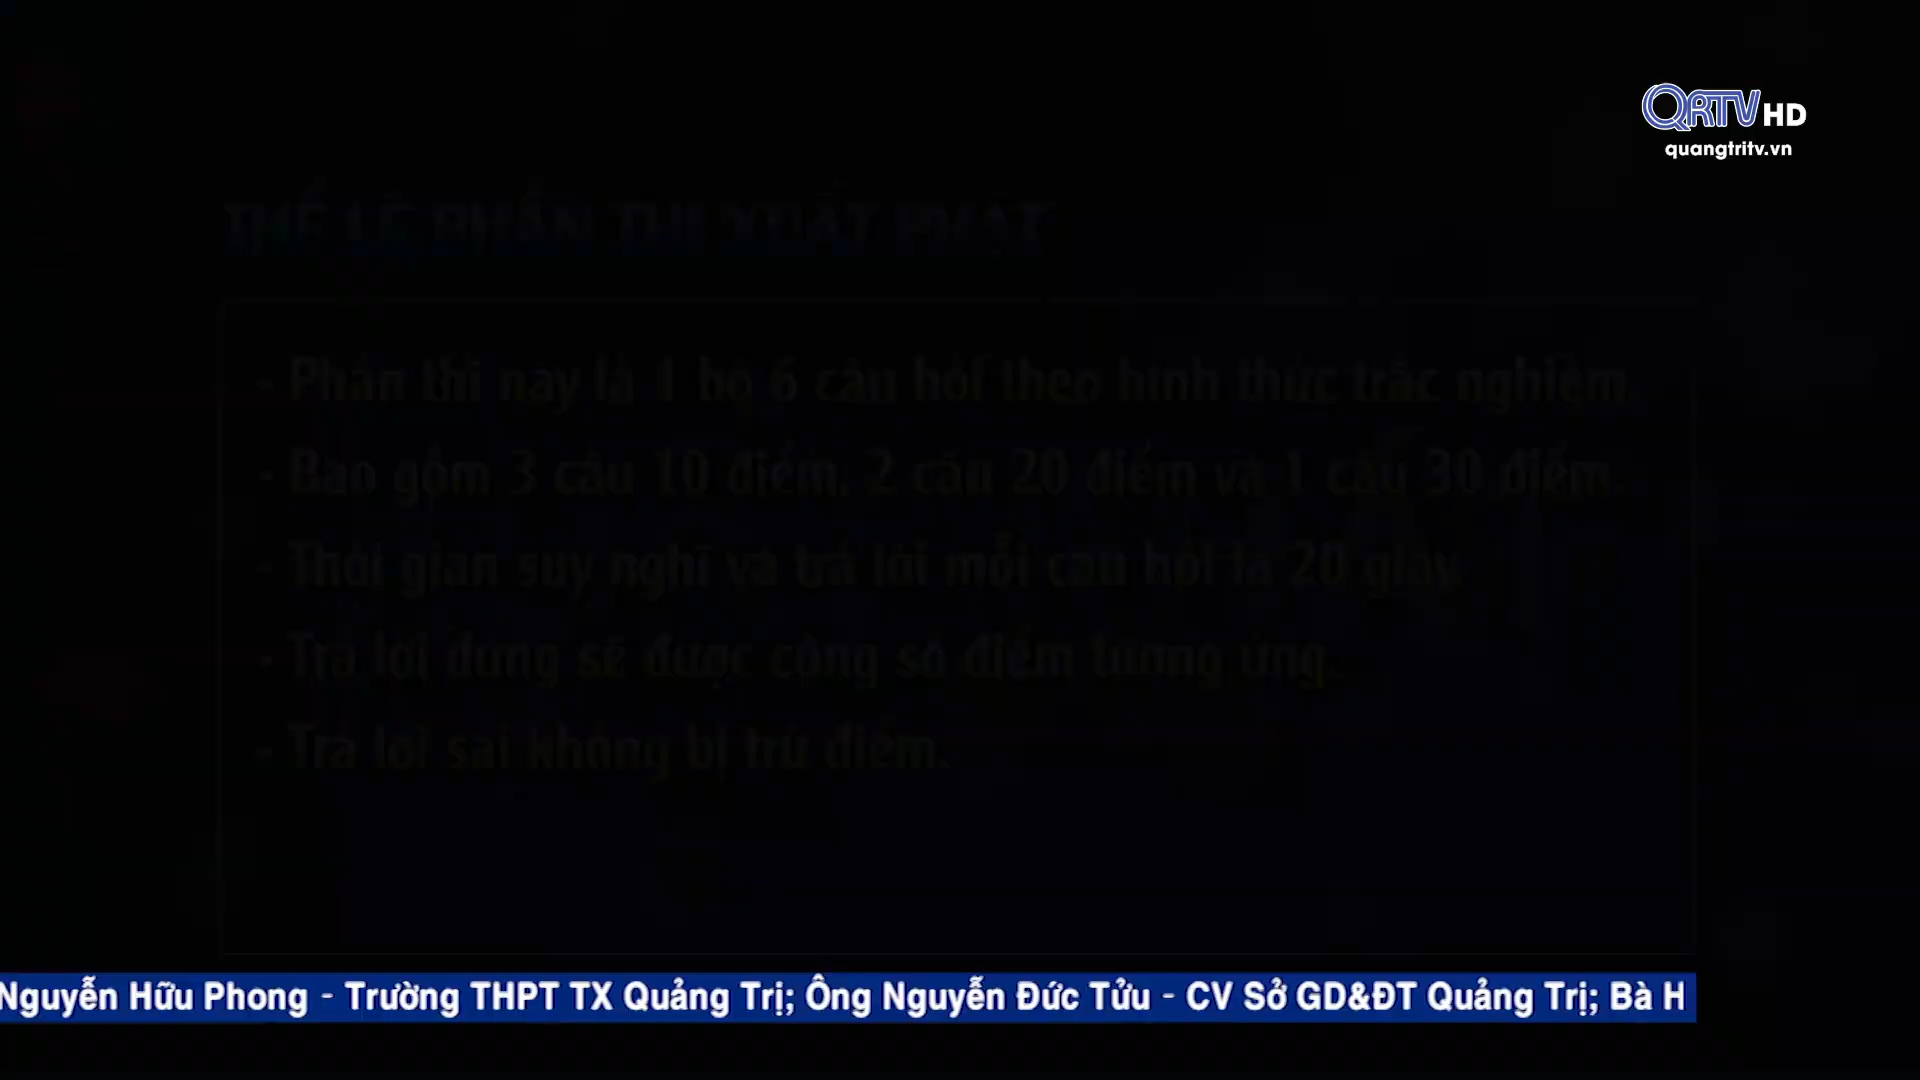 QRTV HD
quangtritv.vn
THỂ LỆ PHẦN THI XUẤT PHÁT
- Phần thi này là 1 bộ 6 câu hỏi theo hình thức trắc nghiệm.
- Bao gồm 3 câu 10 điểm, 2 câu 20 điểm và 1 câu 30 điểm.
- Thời gian suy nghĩ và trả lời mỗi câu hỏi là 20 giây.
- Trả lời đúng sẽ được cộng số điểm tương ứng.
- Trả lời sai không bị trừ điểm.
Nguyễn Hữu Phong - Trường THPT TX Quảng Trị; Ông Nguyễn Đức Tửu - CV Sở GD&ĐT Quảng Trị; Bà H